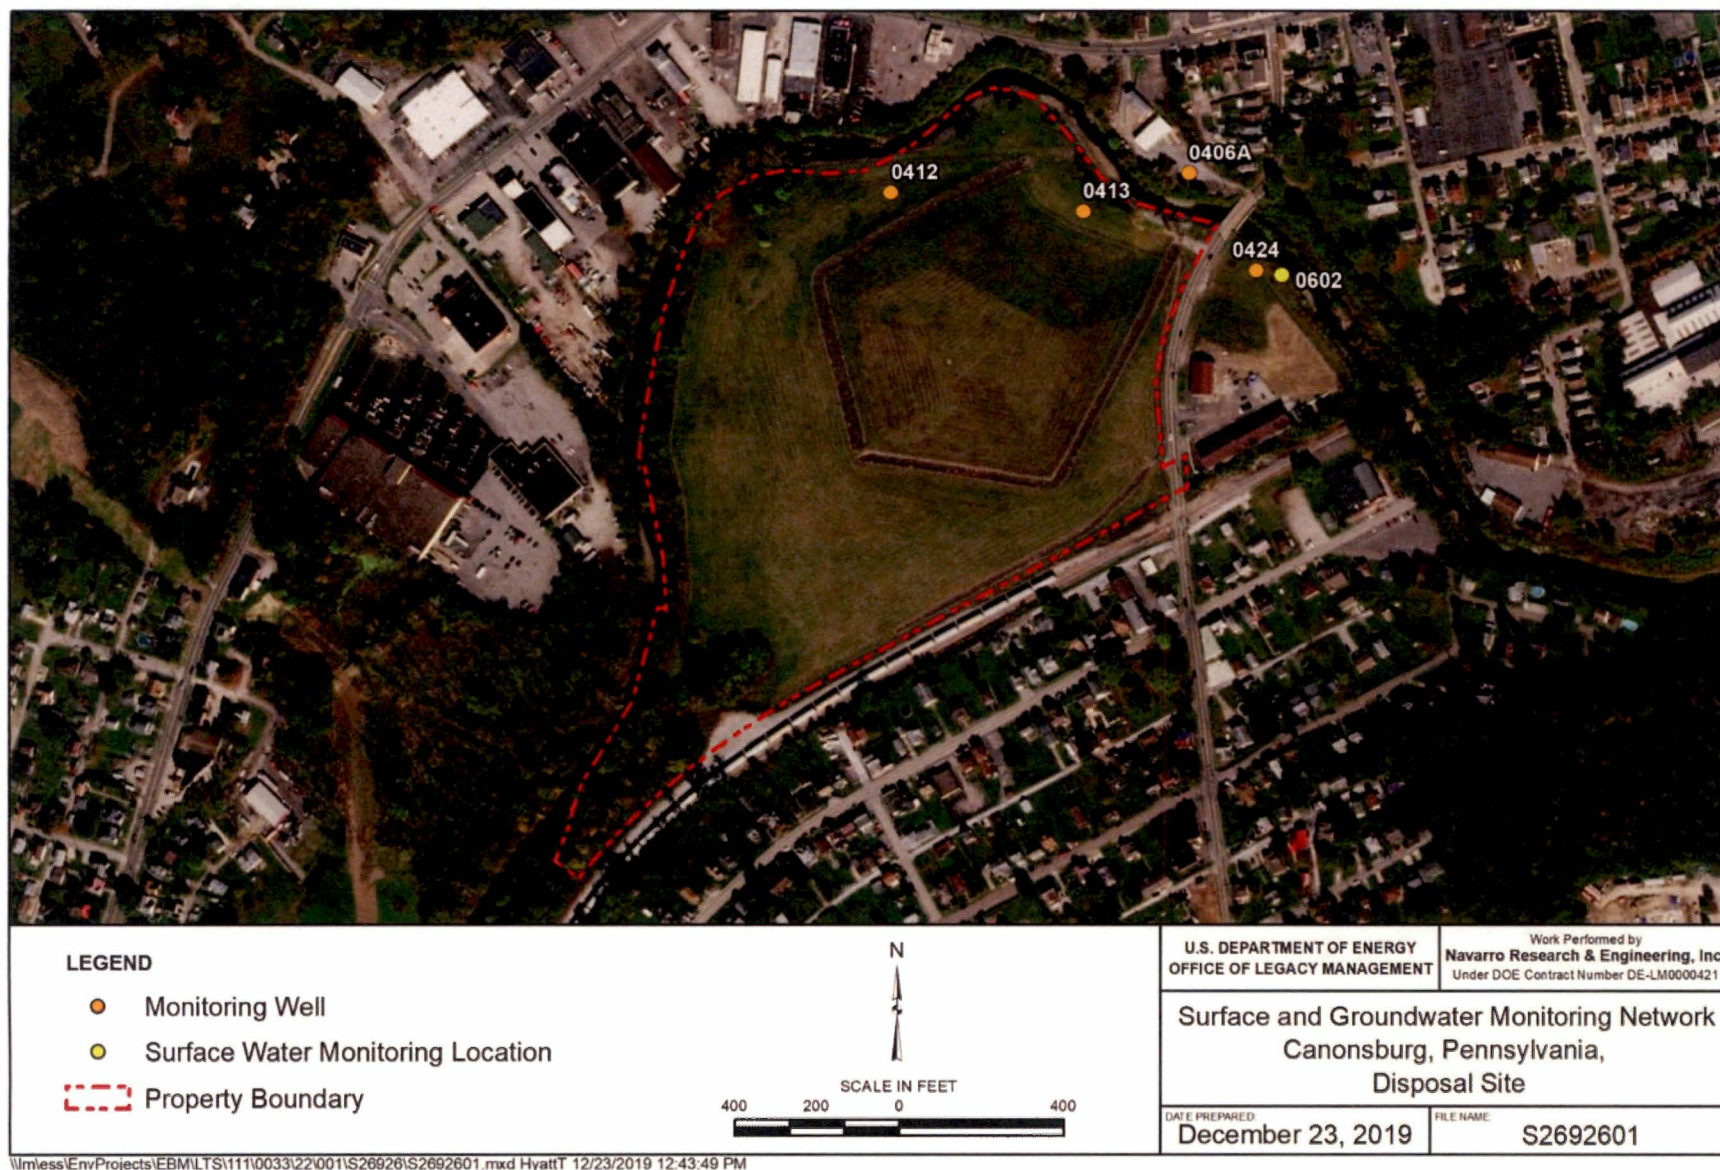 0412
0406A
0413
0424
0602
LEGEND
Monitoring Well
Surface Water Monitoring Location
Property Boundary
N
SCALE IN FEET
400 200 0 400
U.S. DEPARTMENT OF ENERGY
OFFICE OF LEGACY MANAGEMENT
Work Performed by
Navarro Research & Engineering, Inc
Under DOE Contract Number DE-LM0000421
Surface and Groundwater Monitoring Network
Canonsburg, Pennsylvania,
Disposal Site
DATE PREPARED:
December 23, 2019
FILE NAME:
S2692601
\\lm\ess\EnvProjects\EBM\LTS\111\0033\22\001\S26926\S2692601.mxd HyattT 12/23/2019 12:43:49 PM